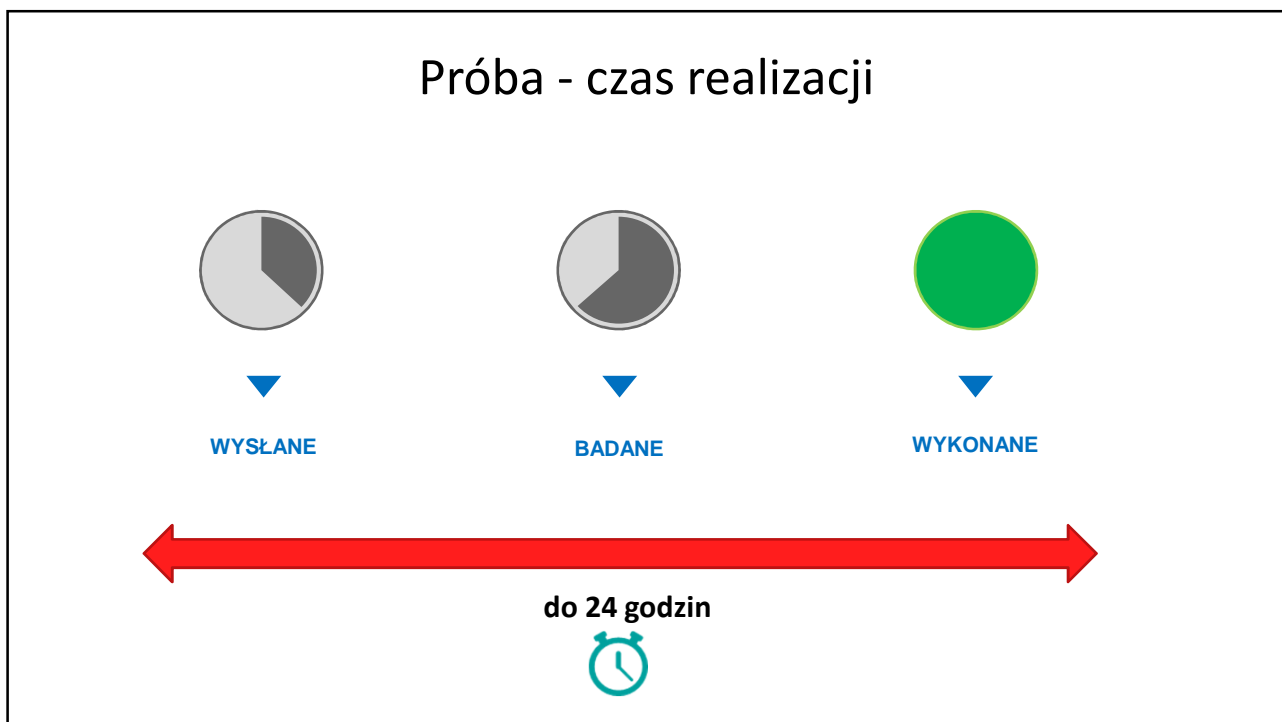 Próba - czas realizacji
WYSŁANE
BADANE
WYKONANE
do 24 godzin